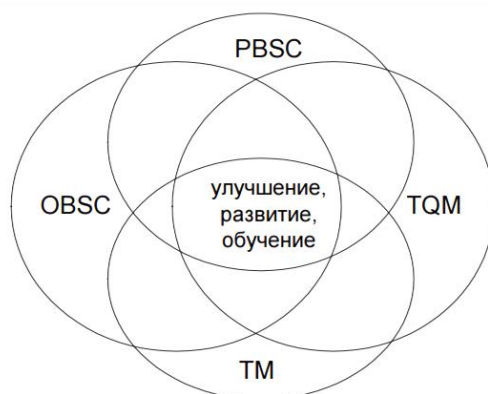 PBSC
OBSC
улучшение,
развитие,
обучение
TQM
TM